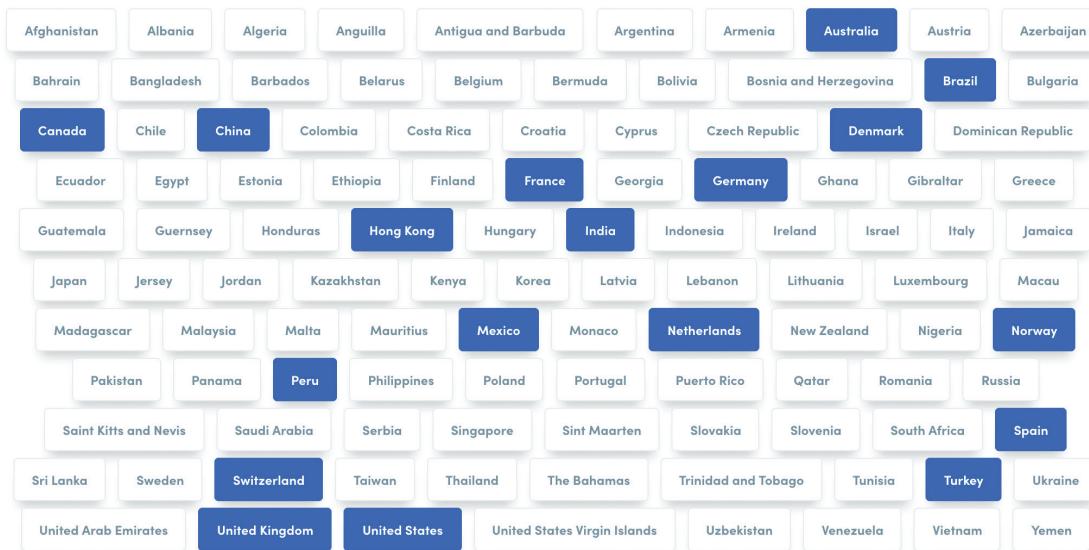 Afghanistan Albania Algeria Anguilla Antigua and Barbuda Argentina Armenia Australia Austria Azerbaijan
Bahrain Bangladesh Barbados Belarus Belgium Bermuda Bolivia Bosnia and Herzegovina Brazil Bulgaria
Canada Chile China Colombia Costa Rica Croatia Cyprus Czech Republic Denmark Dominican Republic
Ecuador Egypt Estonia Ethiopia Finland France Georgia Germany Ghana Gibraltar Greece
Guatemala Guernsey Honduras Hong Kong Hungary India Indonesia Ireland Israel Italy Jamaica
Japan Jersey Jordan Kazakhstan Kenya Korea Latvia Lebanon Lithuania Luxembourg Macau
Madagascar Malaysia Malta Mauritius Mexico Monaco Netherlands New Zealand Nigeria Norway
Pakistan Panama Peru Philippines Poland Portugal Puerto Rico Qatar Romania Russia
Saint Kitts and Nevis Saudi Arabia Serbia Singapore Sint Maarten Slovakia Slovenia South Africa Spain
Sri Lanka Sweden Switzerland Taiwan Thailand The Bahamas Trinidad and Tobago Tunisia Turkey Ukraine
United Arab Emirates United Kingdom United States United States Virgin Islands Uzbekistan Venezuela Vietnam Yemen